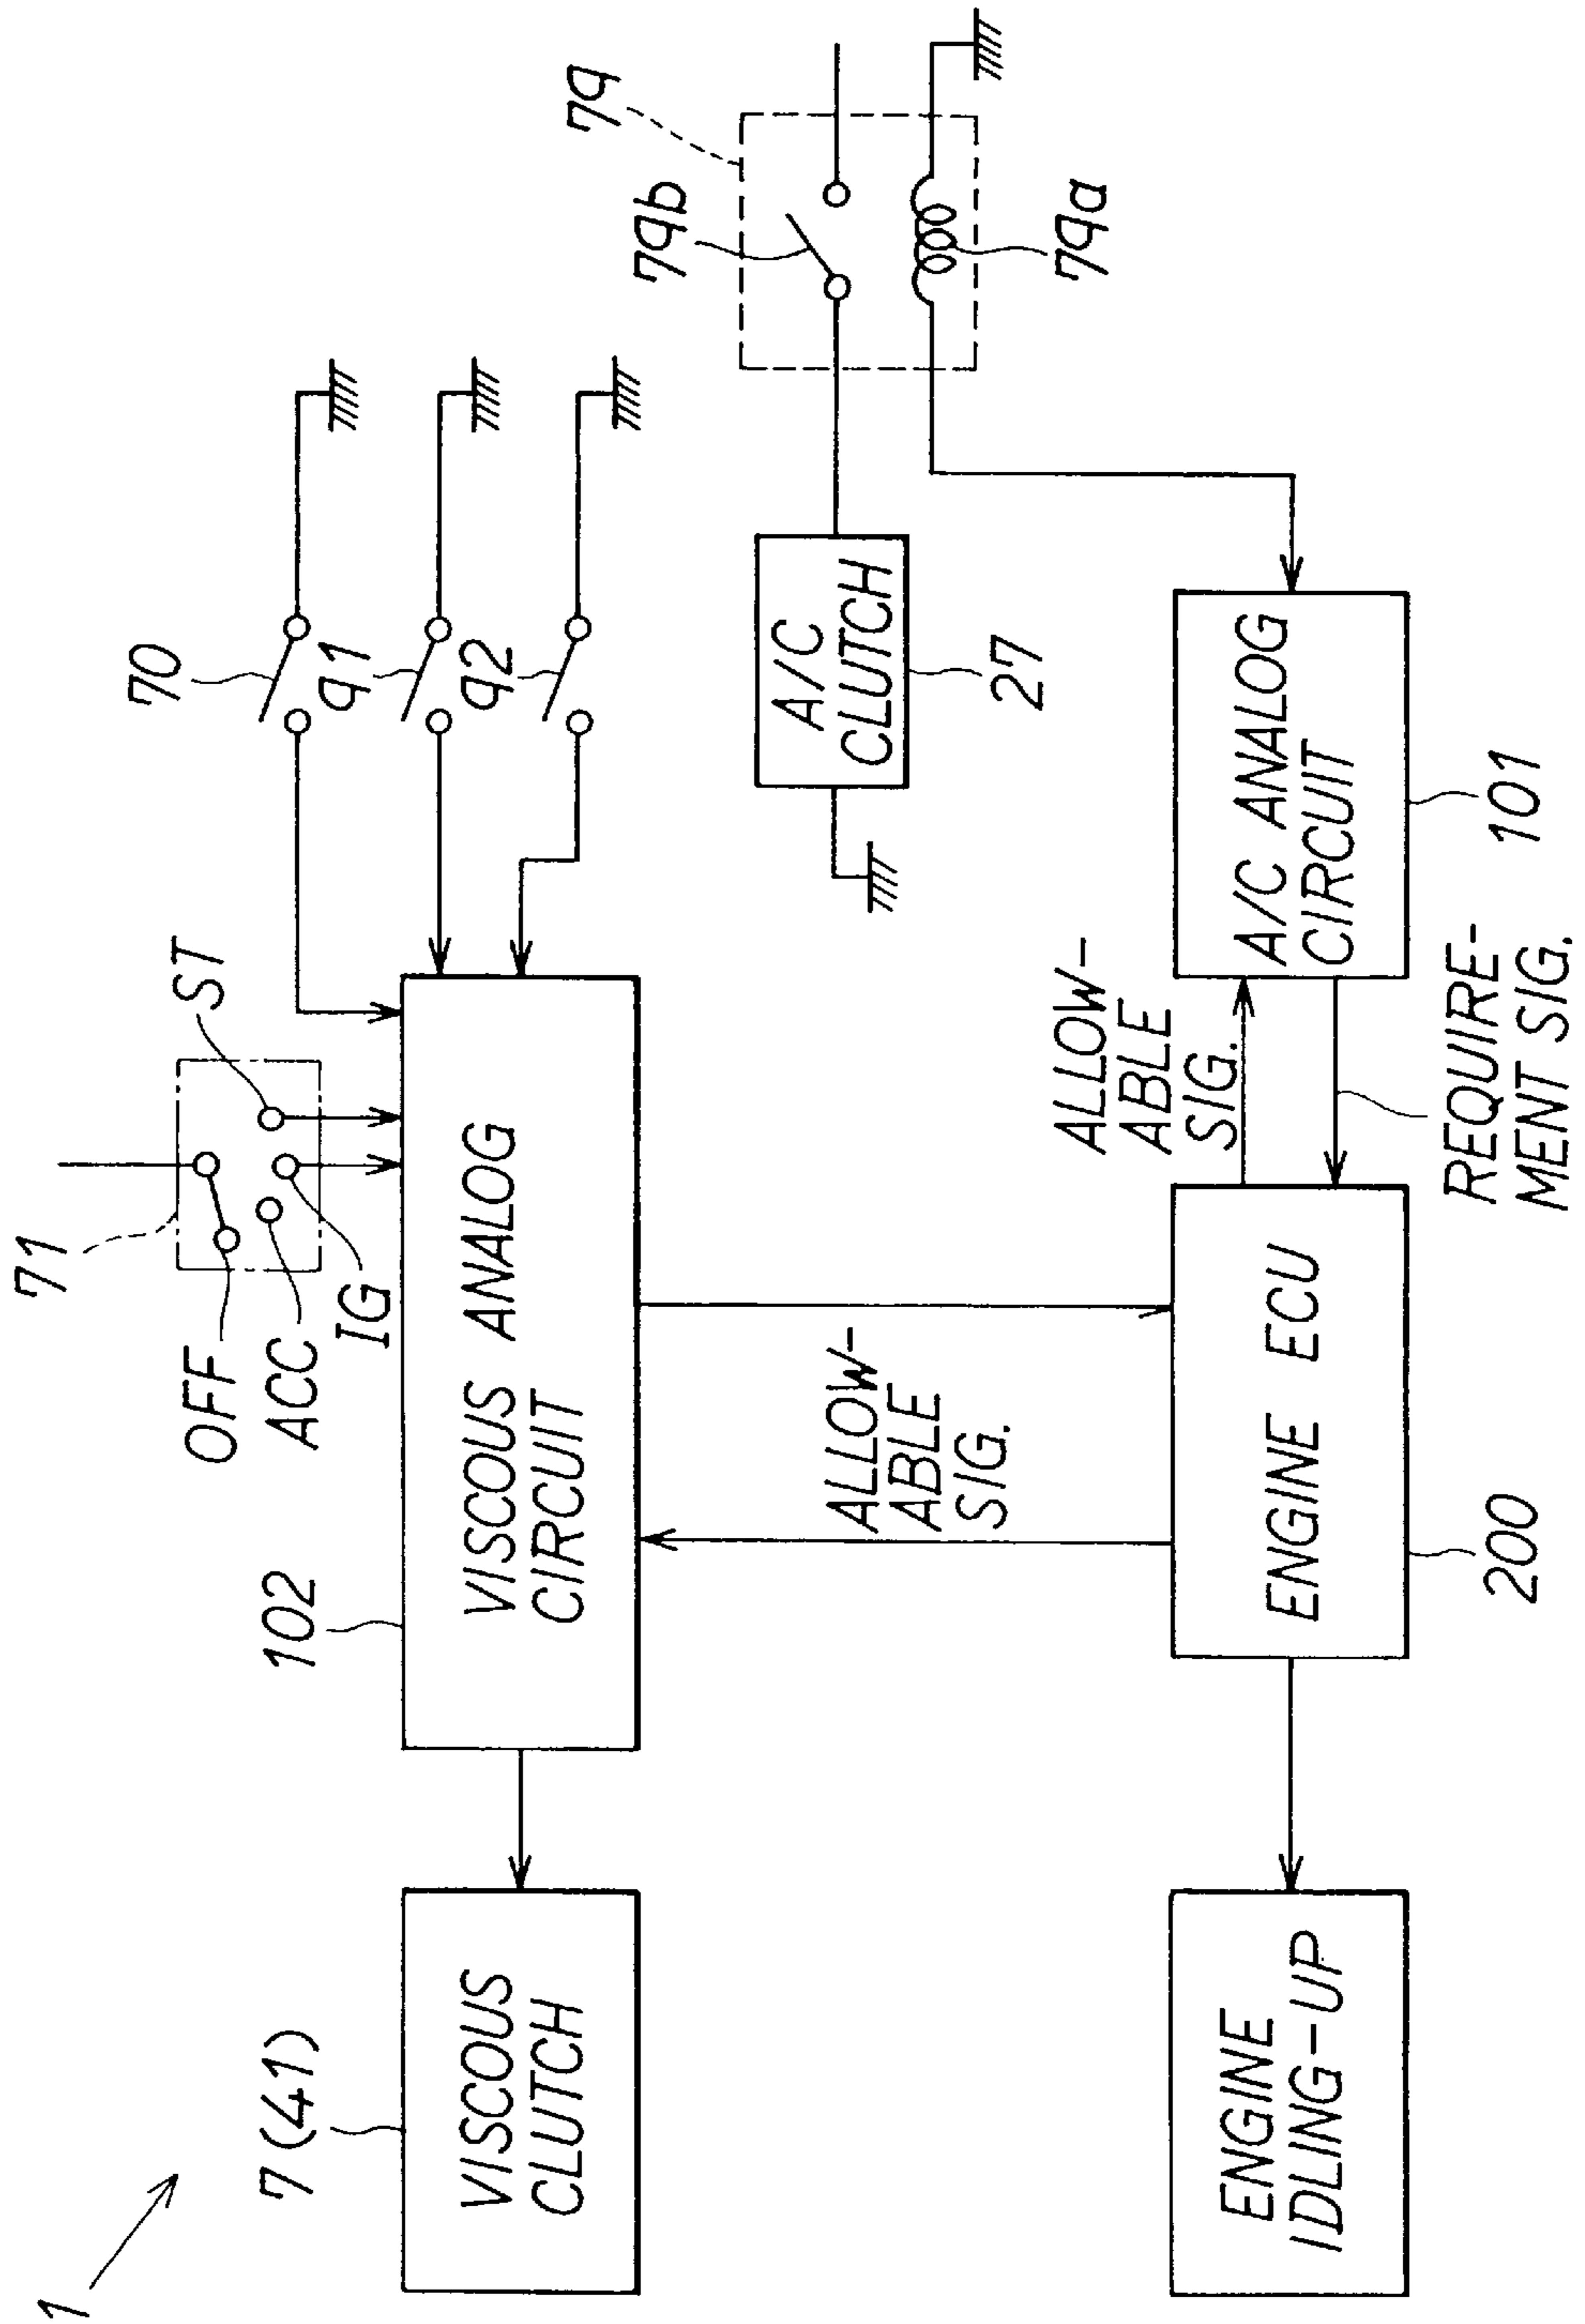 1
7 (41)
VISCOUS
CLUTCH
102
VISCOUS ANALOG
CIRCUIT
71
OFF
ACC
IG
ST
70
91
92
79
79b
79a
A/C
CLUTCH
27
ALLOW-
ABLE
SIG.
ALLOW-
ABLE
SIG.
A/C ANALOG
CIRCUIT
101
REQUIRE-
MENT SIG.
ENGINE ECU
200
ENGINE
IDLING-UP